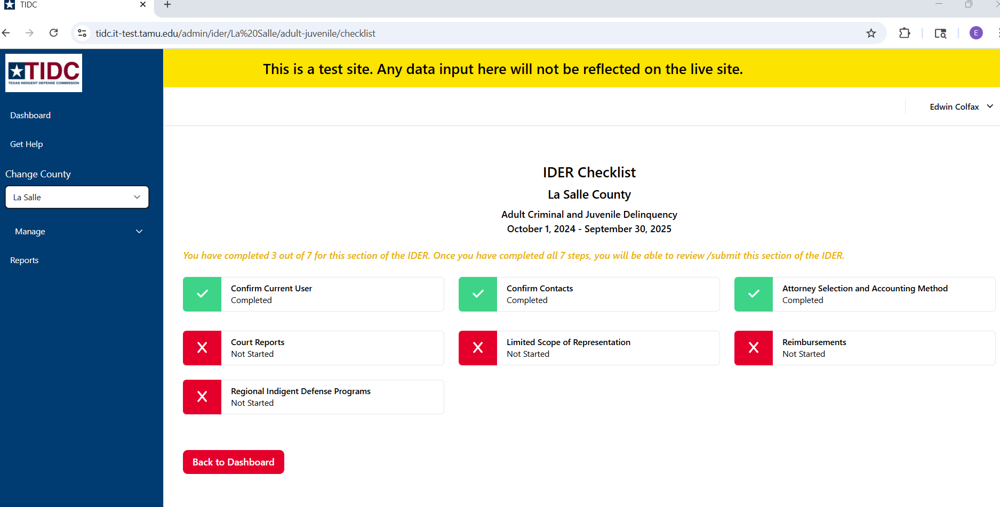 TIDC
tidc.it-test.tamu.edu/admin/ider/La%20Salle/adult-juvenile/checklist
E
TIDC
TEXAS INDIGENT DEFENSE COMMISSION
This is a test site. Any data input here will not be reflected on the live site.
Edwin Colfax
Dashboard
Get Help
Change County
La Salle
Manage
Reports
IDER Checklist
La Salle County
Adult Criminal and Juvenile Delinquency
October 1, 2024 - September 30, 2025
You have completed 3 out of 7 for this section of the IDER. Once you have completed all 7 steps, you will be able to review /submit this section of the IDER.
Confirm Current User
Completed
Confirm Contacts
Completed
Attorney Selection and Accounting Method
Completed
Court Reports
Not Started
Limited Scope of Representation
Not Started
Reimbursements
Not Started
Regional Indigent Defense Programs
Not Started
Back to Dashboard